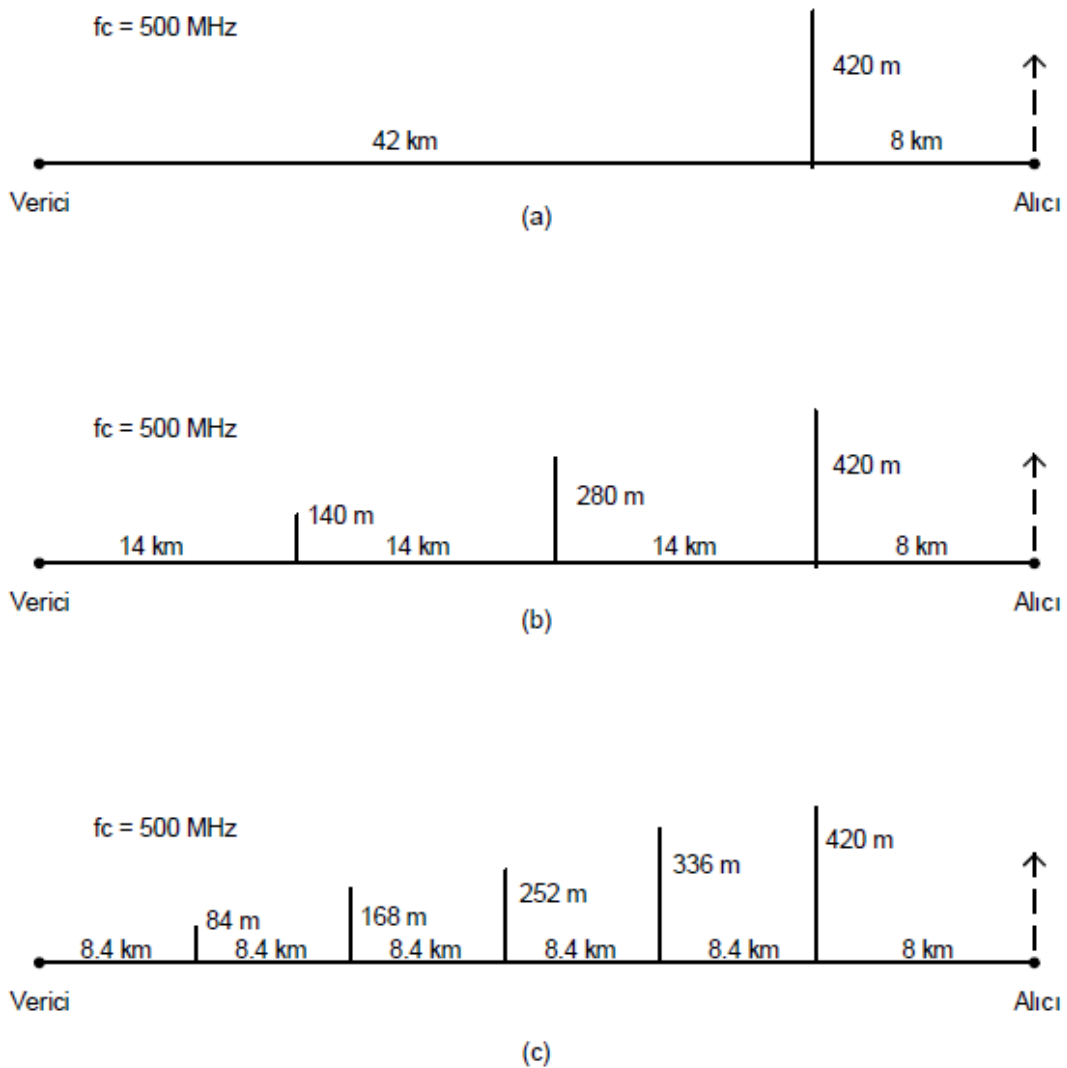 fc = 500 MHz
420 m
42 km
8 km
Verici
Alıcı
(a)
fc = 500 MHz
420 m
280 m
140 m
14 km
14 km
14 km
8 km
Verici
Alıcı
(b)
fc = 500 MHz
420 m
336 m
252 m
168 m
84 m
8.4 km
8.4 km
8.4 km
8.4 km
8.4 km
8 km
Verici
Alıcı
(c)